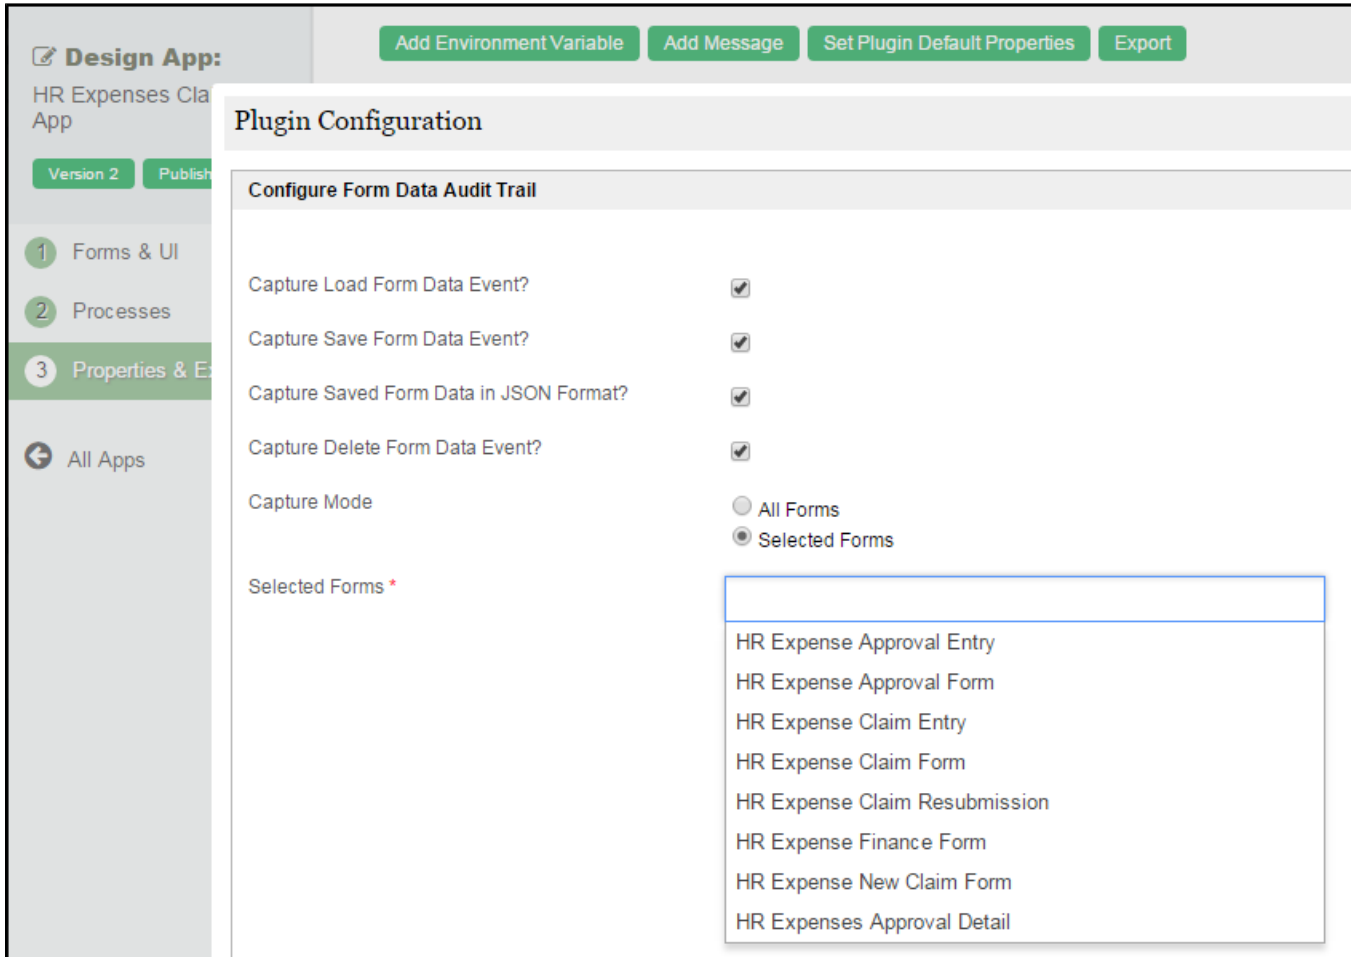 Design App:
HR Expenses Cla
App
Version 2
Publish
1 Forms & UI
2 Processes
3 Properties & E
All Apps
Add Environment Variable
Add Message
Set Plugin Default Properties
Export
Plugin Configuration
Configure Form Data Audit Trail
Capture Load Form Data Event?
Capture Save Form Data Event?
Capture Saved Form Data in JSON Format?
Capture Delete Form Data Event?
Capture Mode
All Forms
Selected Forms
Selected Forms *
HR Expense Approval Entry
HR Expense Approval Form
HR Expense Claim Entry
HR Expense Claim Form
HR Expense Claim Resubmission
HR Expense Finance Form
HR Expense New Claim Form
HR Expenses Approval Detail